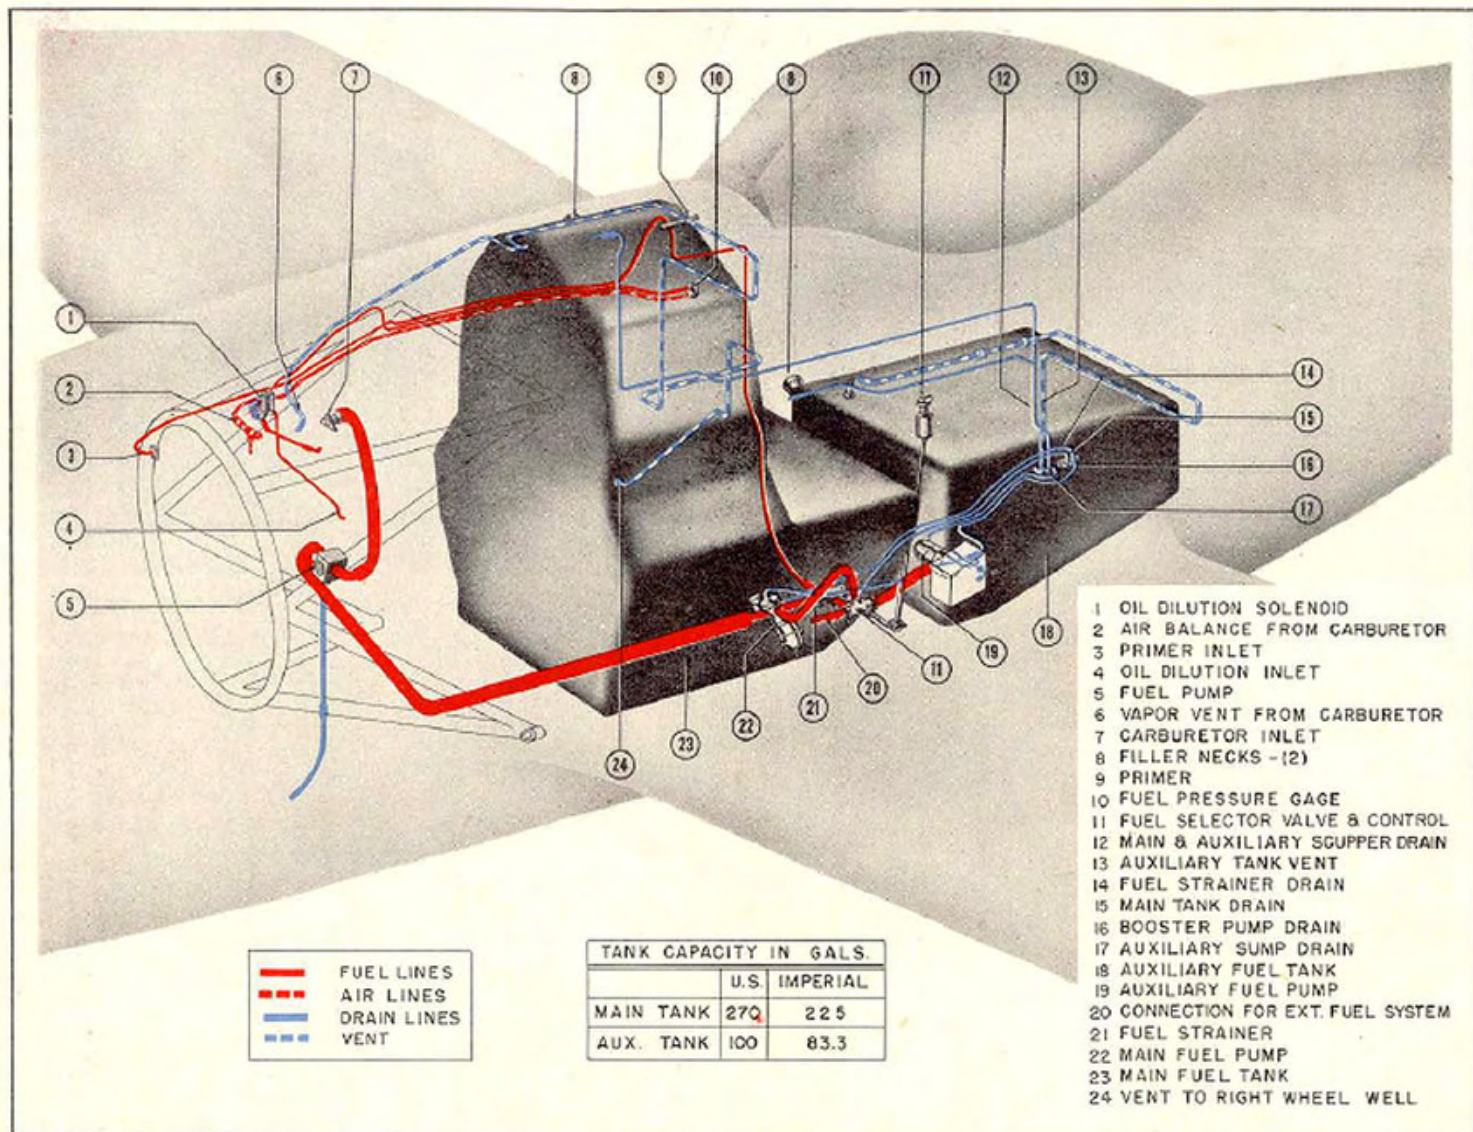 6 7 8 9 10 8 11 12 13
1
2
14
15
3
16
4
17
5
18
19
11
20
21
22
23
24
1 OIL DILUTION SOLENOID
2 AIR BALANCE FROM CARBURETOR
3 PRIMER INLET
4 OIL DILUTION INLET
5 FUEL PUMP
6 VAPOR VENT FROM CARBURETOR
7 CARBURETOR INLET
8 FILLER NECKS - (2)
9 PRIMER
10 FUEL PRESSURE GAGE
11 FUEL SELECTOR VALVE & CONTROL
12 MAIN & AUXILIARY SCUPPER DRAIN
13 AUXILIARY TANK VENT
14 FUEL STRAINER DRAIN
15 MAIN TANK DRAIN
16 BOOSTER PUMP DRAIN
17 AUXILIARY SUMP DRAIN
18 AUXILIARY FUEL TANK
19 AUXILIARY FUEL PUMP
20 CONNECTION FOR EXT. FUEL SYSTEM
21 FUEL STRAINER
22 MAIN FUEL PUMP
23 MAIN FUEL TANK
24 VENT TO RIGHT WHEEL WELL
FUEL LINES
AIR LINES
DRAIN LINES
VENT
TANK CAPACITY IN GALS.
U.S. IMPERIAL
MAIN TANK 270 225
AUX. TANK 100 83.3